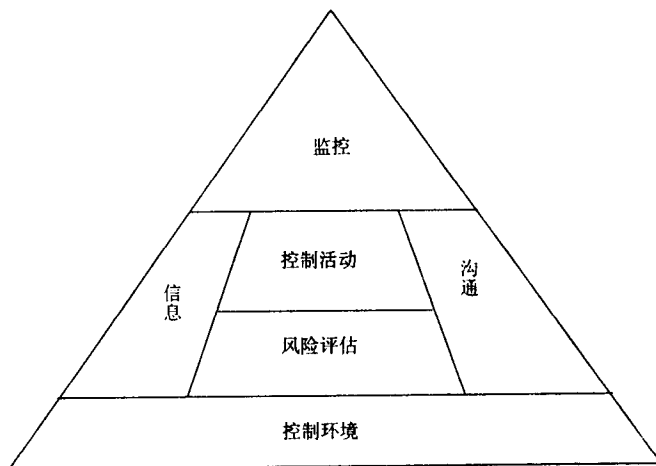 监控
控制活动
信息
沟通
风险评估
控制环境